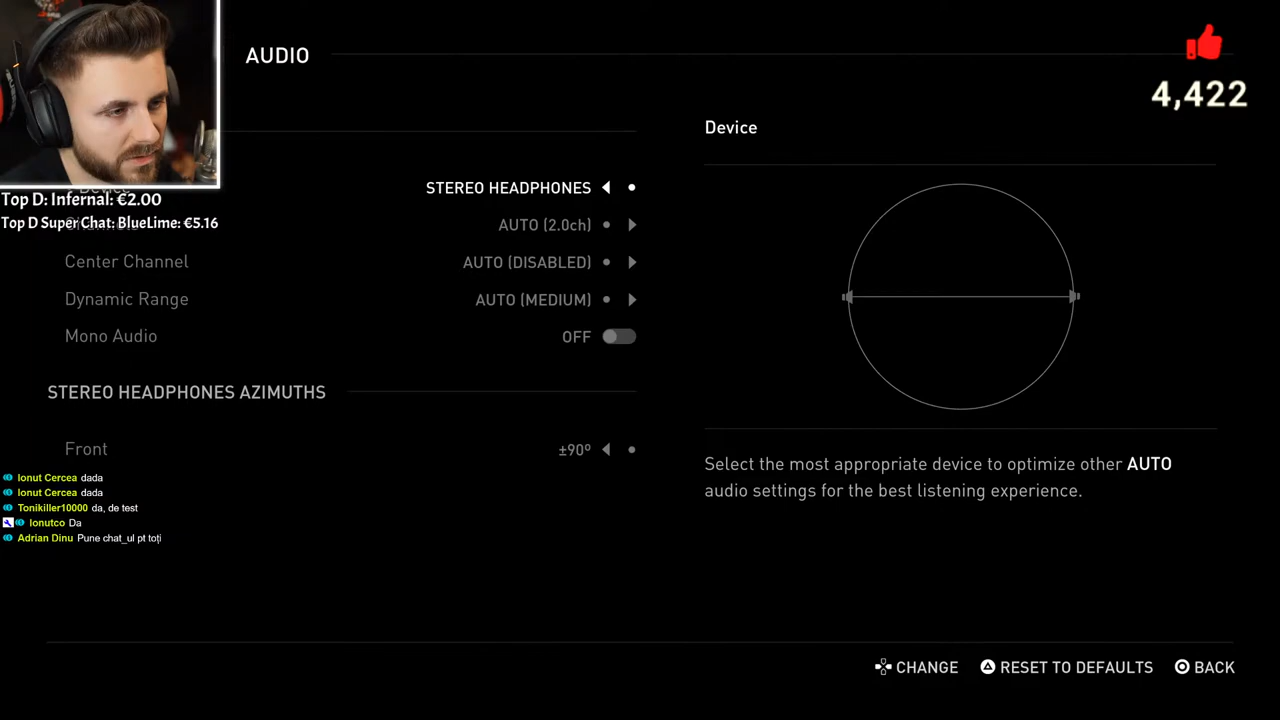 AUDIO
4,422
Device
Device
STEREO HEADPHONES
Top D: Infernal: €2.00
Top D Super Chat: BlueLime: €5.16
Channels
AUTO (2.0ch)
Center Channel
AUTO (DISABLED)
Dynamic Range
AUTO (MEDIUM)
Mono Audio
OFF
STEREO HEADPHONES AZIMUTHS
Front
±90º
Ionut Cercea dada
Ionut Cercea dada
Tonikiller10000 da, de test
Ionutco Da
Adrian Dinu Pune chat_ul pt toți
Select the most appropriate device to optimize other AUTO
audio settings for the best listening experience.
CHANGE
RESET TO DEFAULTS
BACK